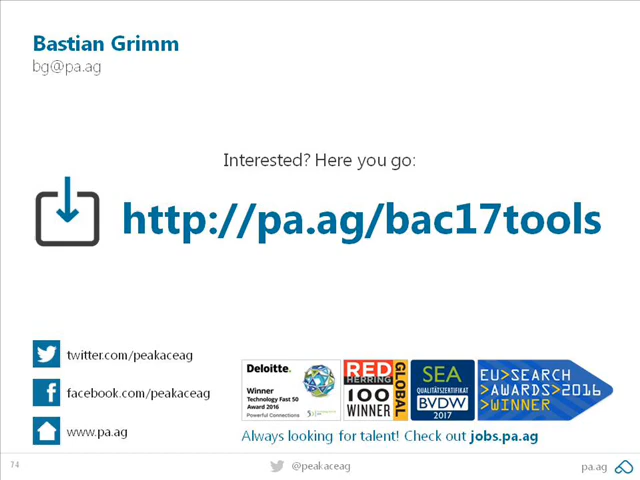 Bastian Grimm
bg@pa.ag
Interested? Here you go:
http://pa.ag/bac17tools
twitter.com/peakaceag
facebook.com/peakaceag
www.pa.ag
Deloitte.
Winner
Technology Fast 50
Award 2016
Powerful Connections
RED
HERRING
100
WINNER
GLOBAL
SEA
QUALITÄTSZERTIFIKAT
BVDW
2017
EU>SEARCH
>AWARDS>2016
>WINNER
Always looking for talent! Check out jobs.pa.ag
74
@peakaceag
pa.ag